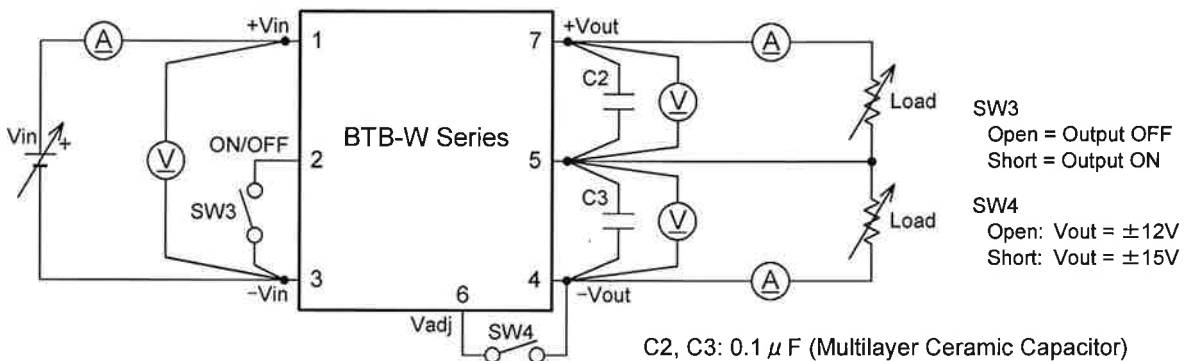 A
+Vin
1
7
+Vout
A
C2
V
Load
Vin
+
V
ON/OFF
2
BTB-W Series
5
SW3
C3
V
Load
3
−Vin
6
4
−Vout
A
Vadj
SW4
SW3
Open = Output OFF
Short = Output ON
SW4
Open: Vout = ±12V
Short: Vout = ±15V
C2, C3: 0.1 μ F (Multilayer Ceramic Capacitor)